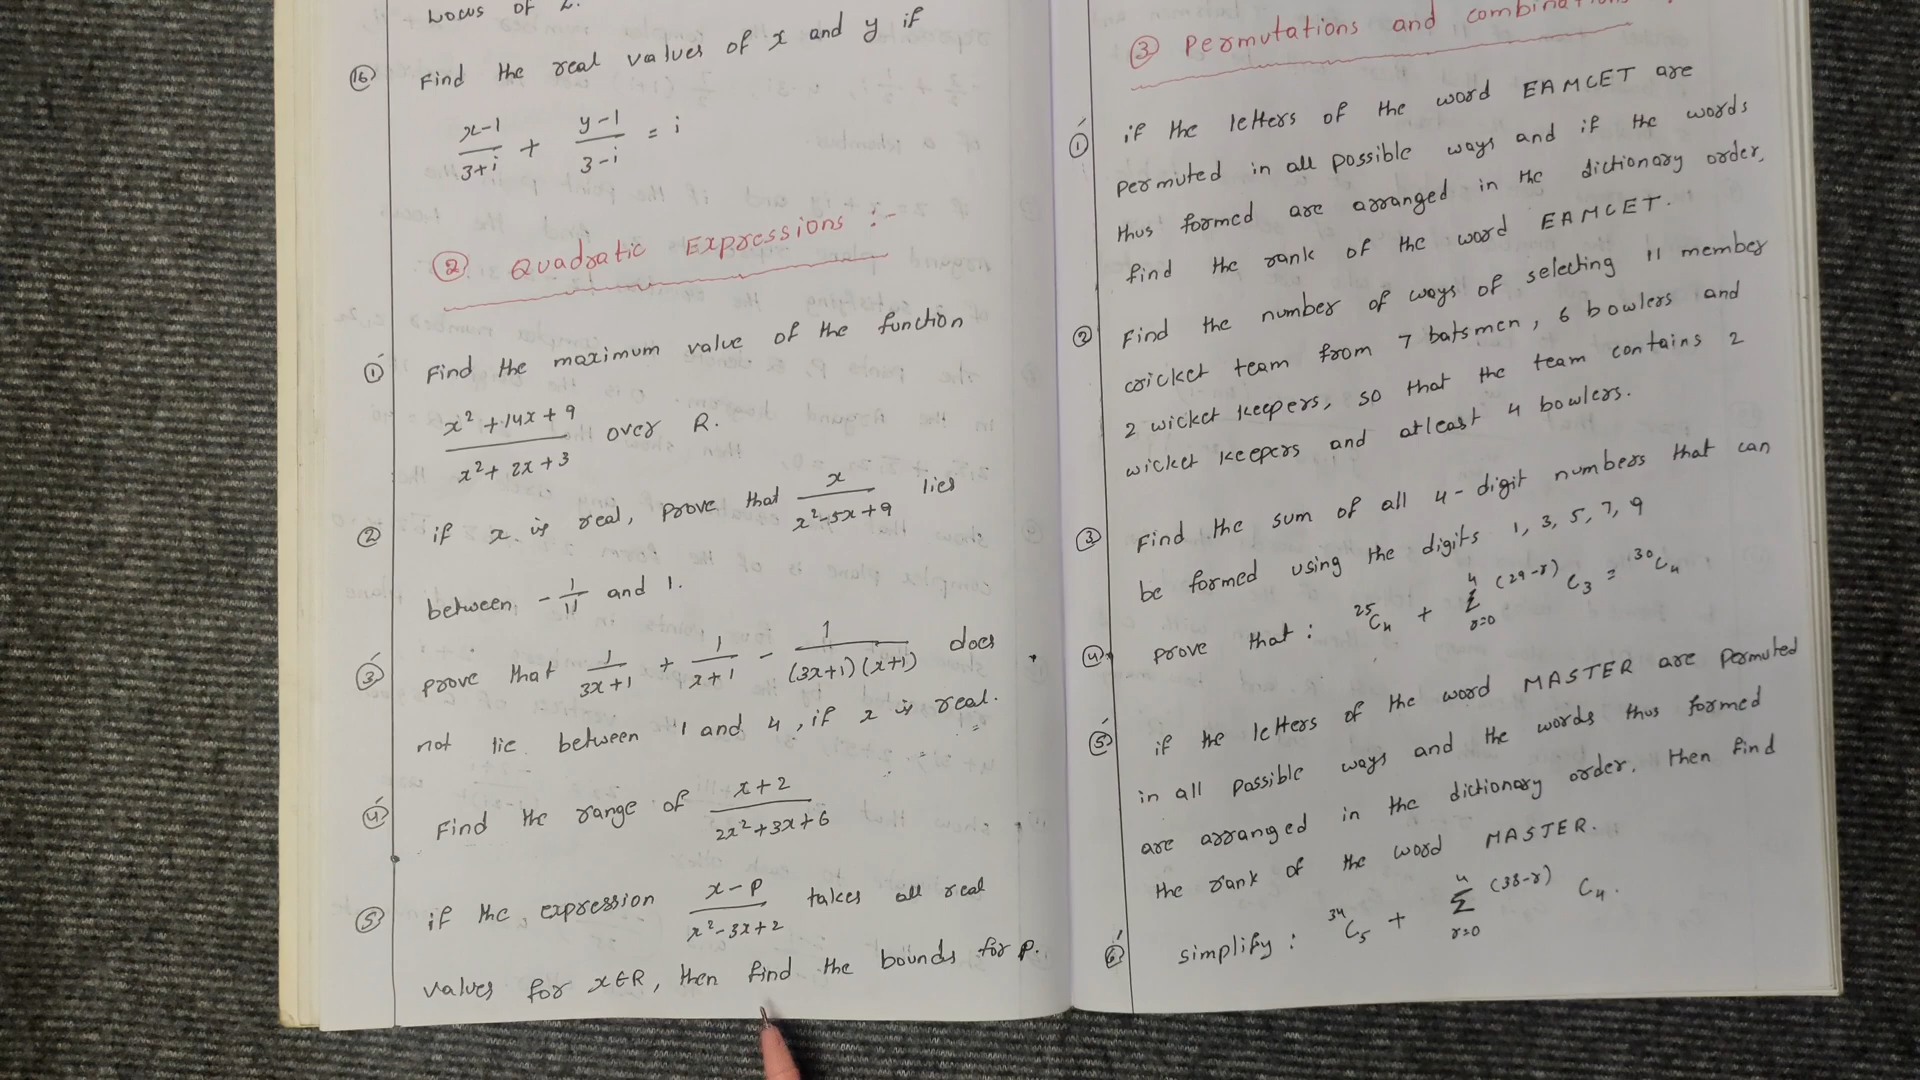 Locus of z.
16 Find the real values of x and y if
x-1/3+i + y-1/3-i = i
2 Quadratic Expressions :-
1 Find the maximum value of the function
x²+14x+9/x²+2x+3 over R.
2 if x is real, prove that x/x²-5x+9 lies
between -1/11 and 1.
3 prove that 1/3x+1 + 1/x+1 - 1/(3x+1)(x+1) does
not lie between 1 and 4, if x is real.
4 Find the range of x+2/2x²+3x+6
5 if the expression x-p/x²-3x+2 takes all real
values for x∈R, then find the bounds for p.
3 Permutations and combinations
1 if the letters of the word EAMCET are
permuted in all possible ways and if the words
thus formed are arranged in the dictionary order,
find the rank of the word EAMCET.
2 Find the number of ways of selecting 11 member
cricket team from 7 batsmen, 6 bowlers and
2 wicket keepers, so that the team contains 2
wicket keepers and atleast 4 bowlers.
3 Find the sum of all 4-digit numbers that can
be formed using the digits 1, 3, 5, 7, 9
4 prove that : ²⁵C₄ + Σ⁴ᵣ₌₀ ⁽²⁹⁻ʳ⁾C₃ = ³⁰C₄
5 if the letters of the word MASTER are permuted
in all possible ways and the words thus formed
are arranged in the dictionary order. then find
the rank of the word MASTER.
6 simplify : ³⁴C₅ + Σ⁴ᵣ₌₀ ⁽³⁸⁻ʳ⁾C₄.